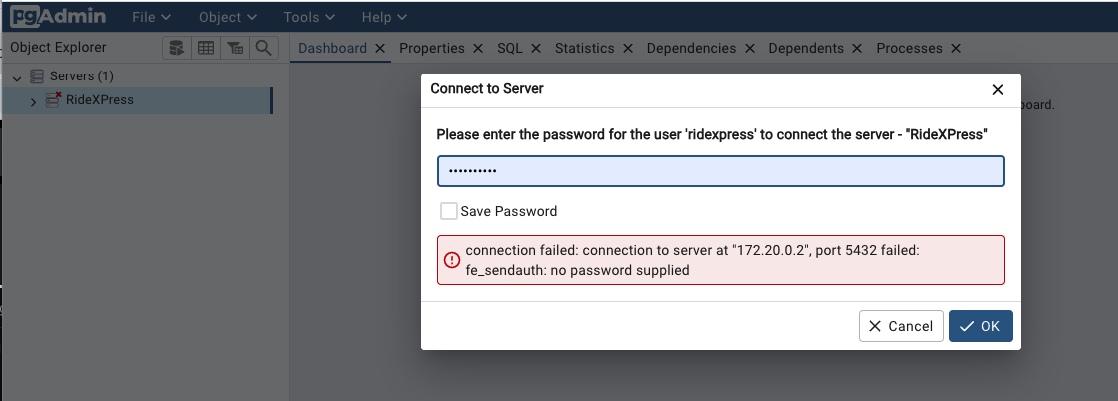 pgAdmin File Object Tools Help
Object Explorer Dashboard Properties SQL Statistics Dependencies Dependents Processes
Servers (1)
RideXPress
Connect to Server
board.
Please enter the password for the user 'ridexpress' to connect the server - "RideXPress"
••••••••••
Save Password
connection failed: connection to server at "172.20.0.2", port 5432 failed:
fe_sendauth: no password supplied
Cancel OK